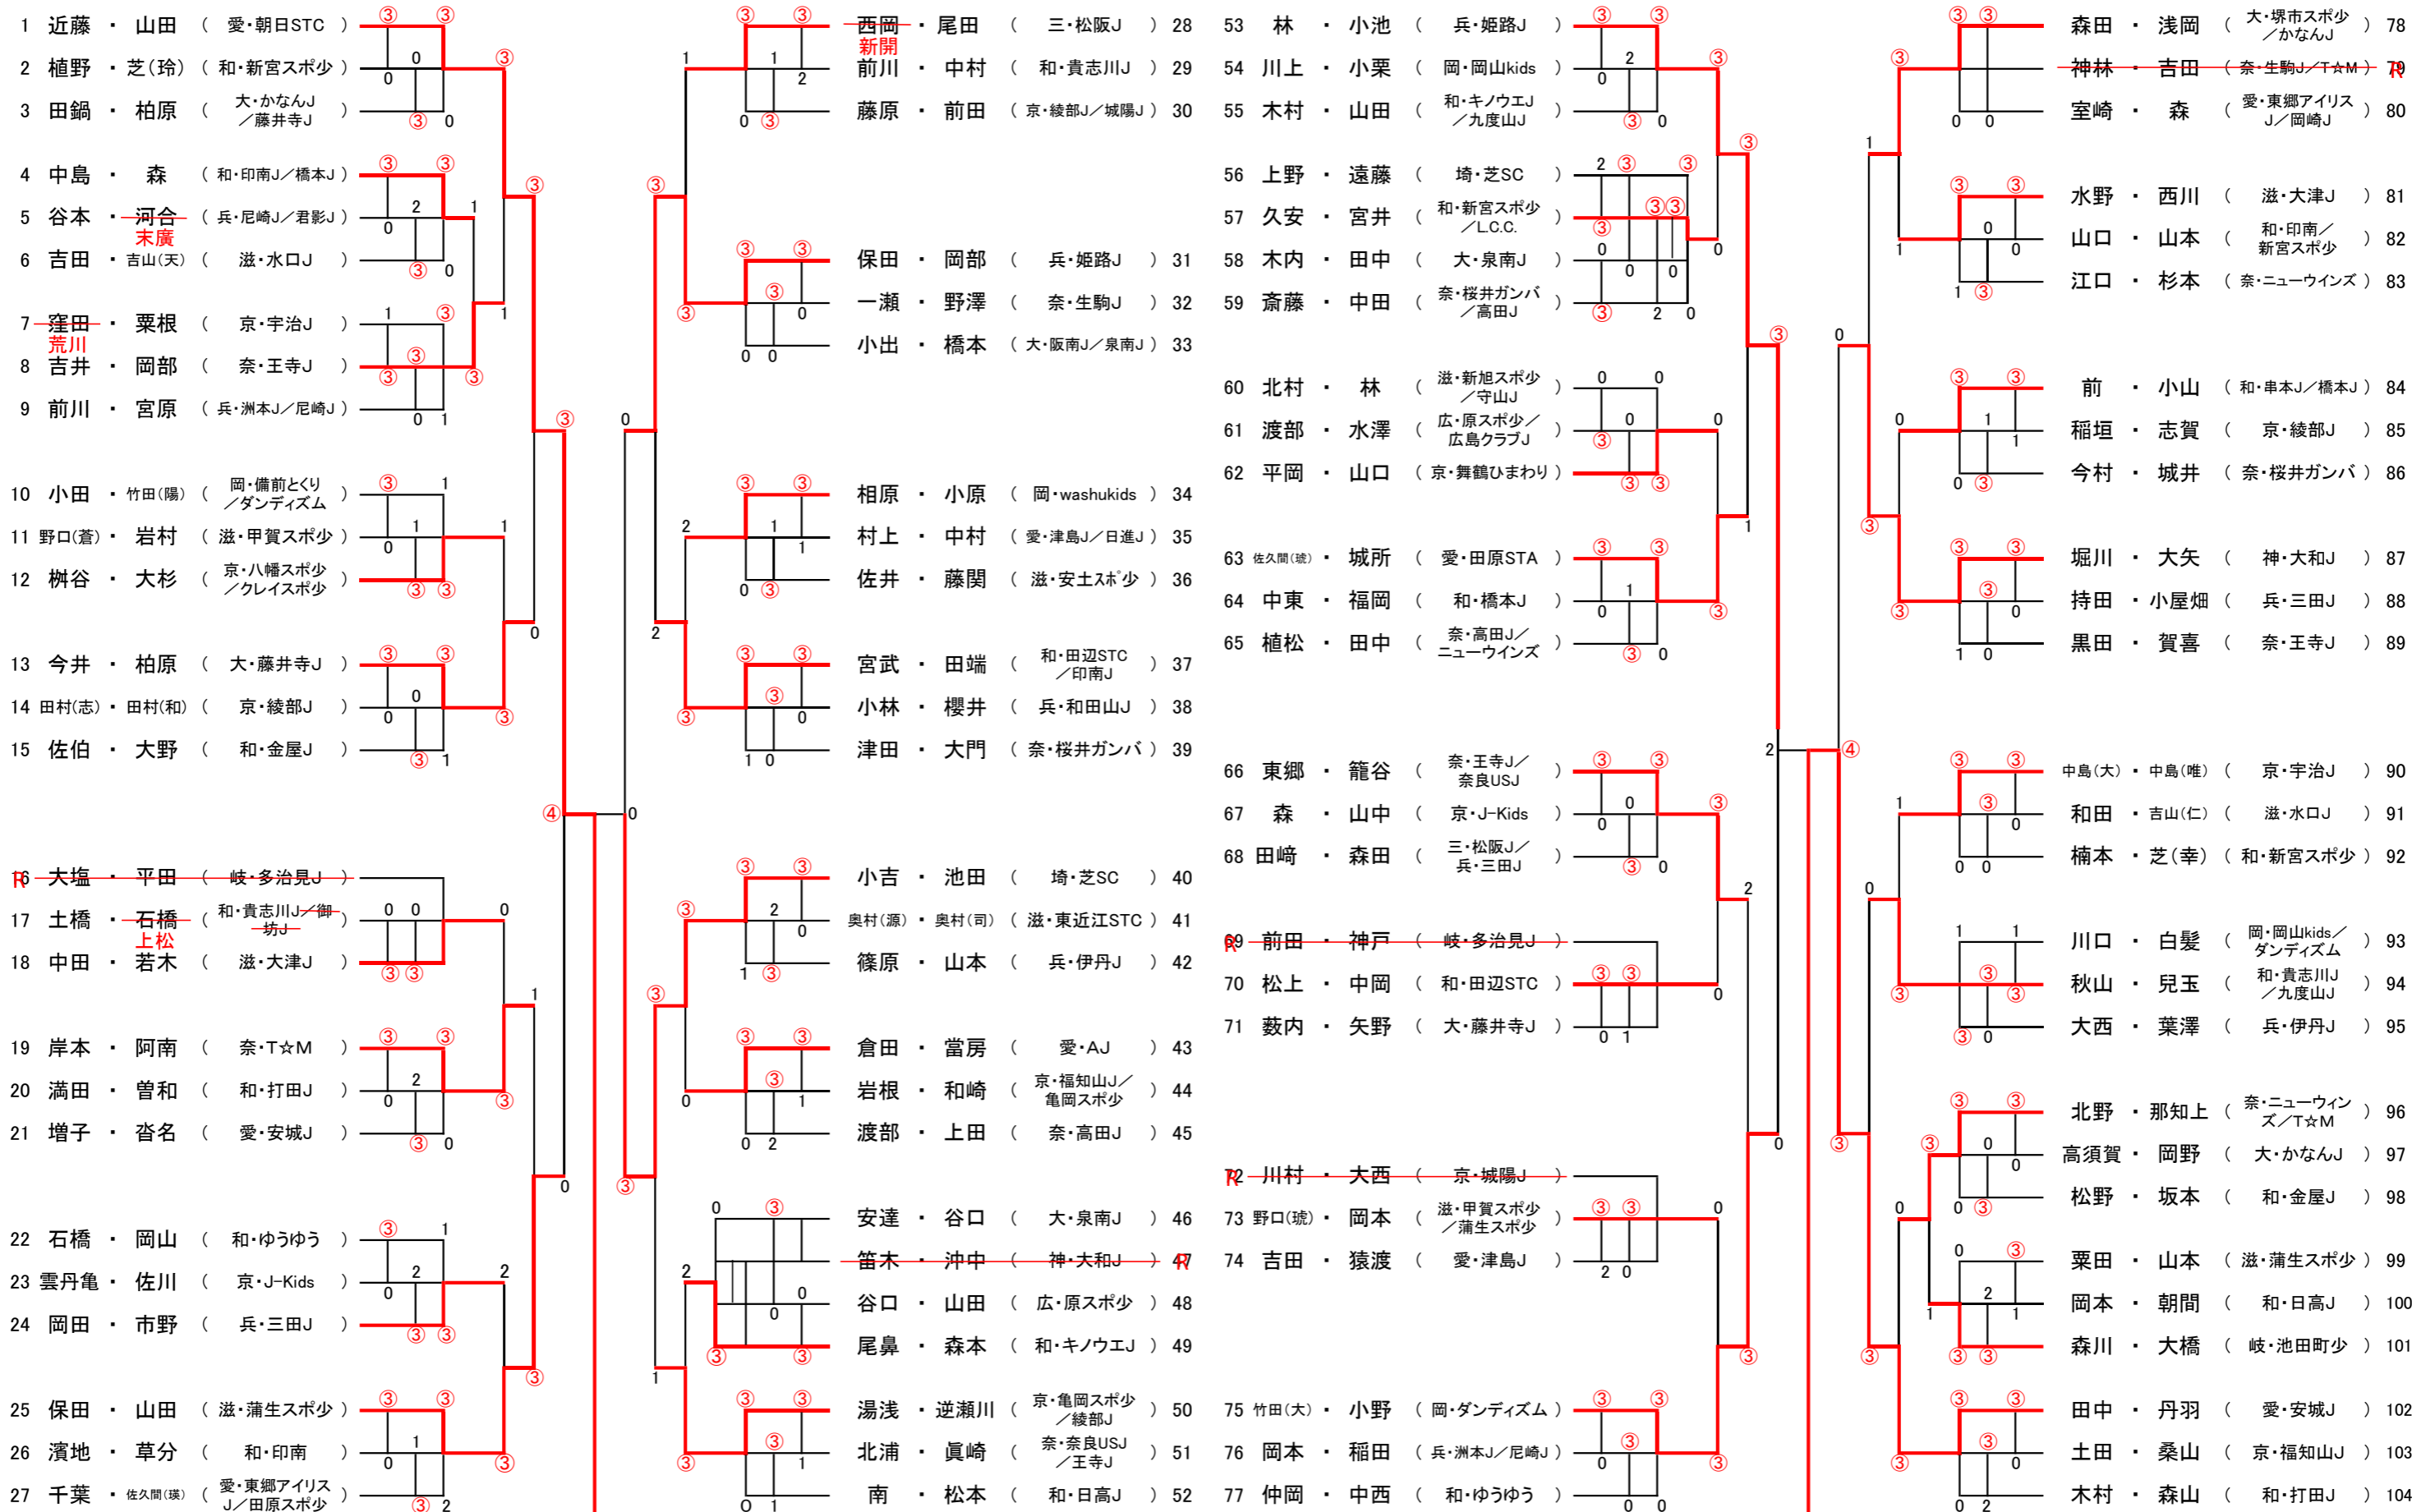 1 近藤 ・ 山田 ( 愛・朝日STC )
2 植野 ・ 芝(玲) ( 和・新宮スポ少 )
3 田鍋 ・ 柏原 ( 大・かなんJ／藤井寺J )
4 中島 ・ 森 ( 和・印南J／橋本J )
5 谷本 ・ 河合 ( 兵・尼崎J／君影J )
末廣
6 吉田 ・ 吉山(天) ( 滋・水口J )
7 窪田 ・ 粟根 ( 京・宇治J )
荒川
8 吉井 ・ 岡部 ( 奈・王寺J )
9 前川 ・ 宮原 ( 兵・洲本J／尼崎J )
10 小田 ・ 竹田(陽) ( 岡・備前とくり／ダンディズム )
11 野口(蒼) ・ 岩村 ( 滋・甲賀スポ少 )
12 桝谷 ・ 大杉 ( 京・八幡スポ少／クレイスポ少 )
13 今井 ・ 柏原 ( 大・藤井寺J )
14 田村(志) ・ 田村(和) ( 京・綾部J )
15 佐伯 ・ 大野 ( 和・金屋J )
R 16 大塩 ・ 平田 ( 岐・多治見J )
17 土橋 ・ 石橋 ( 和・貴志川J／御坊J )
上松
18 中田 ・ 若木 ( 滋・大津J )
19 岸本 ・ 阿南 ( 奈・T☆M )
20 満田 ・ 曽和 ( 和・打田J )
21 増子 ・ 沓名 ( 愛・安城J )
22 石橋 ・ 岡山 ( 和・ゆうゆう )
23 雲丹亀 ・ 佐川 ( 京・J-Kids )
24 岡田 ・ 市野 ( 兵・三田J )
25 保田 ・ 山田 ( 滋・蒲生スポ少 )
26 濱地 ・ 草分 ( 和・印南 )
27 千葉 ・ 佐久間(瑛) ( 愛・東郷アイリスJ／田原スポ少 )
西岡 ・ 尾田 ( 三・松阪J ) 28
新開
前川 ・ 中村 ( 和・貴志川J ) 29
藤原 ・ 前田 ( 京・綾部J／城陽J ) 30
保田 ・ 岡部 ( 兵・姫路J ) 31
一瀬 ・ 野澤 ( 奈・生駒J ) 32
小出 ・ 橋本 ( 大・阪南J／泉南J ) 33
相原 ・ 小原 ( 岡・washukids ) 34
村上 ・ 中村 ( 愛・津島J／日進J ) 35
佐井 ・ 藤関 ( 滋・安土スポ少 ) 36
宮武 ・ 田端 ( 和・田辺STC／印南J ) 37
小林 ・ 櫻井 ( 兵・和田山J ) 38
津田 ・ 大門 ( 奈・桜井ガンバ ) 39
小吉 ・ 池田 ( 埼・芝SC ) 40
奥村(源) ・ 奥村(司) ( 滋・東近江STC ) 41
篠原 ・ 山本 ( 兵・伊丹J ) 42
倉田 ・ 當房 ( 愛・AJ ) 43
岩根 ・ 和崎 ( 京・福知山J／亀岡スポ少 ) 44
渡部 ・ 上田 ( 奈・高田J ) 45
安達 ・ 谷口 ( 大・泉南J ) 46
笛木 ・ 沖中 ( 神・大和J ) 47 R
谷口 ・ 山田 ( 広・原スポ少 ) 48
尾鼻 ・ 森本 ( 和・キノウエJ ) 49
湯浅 ・ 逆瀬川 ( 京・亀岡スポ少／綾部J ) 50
北浦 ・ 眞崎 ( 奈・奈良USJ／王寺J ) 51
南 ・ 松本 ( 和・日高J ) 52
53 林 ・ 小池 ( 兵・姫路J )
54 川上 ・ 小栗 ( 岡・岡山kids )
55 木村 ・ 山田 ( 和・キノウエJ／九度山J )
56 上野 ・ 遠藤 ( 埼・芝SC )
57 久安 ・ 宮井 ( 和・新宮スポ少／L.C.C. )
58 木内 ・ 田中 ( 大・泉南J )
59 斎藤 ・ 中田 ( 奈・桜井ガンバ／高田J )
60 北村 ・ 林 ( 滋・新旭スポ少／守山J )
61 渡部 ・ 水澤 ( 広・原スポ少／広島クラブJ )
62 平岡 ・ 山口 ( 京・舞鶴ひまわり )
63 佐久間(琥) ・ 城所 ( 愛・田原STA )
64 中東 ・ 福岡 ( 和・橋本J )
65 植松 ・ 田中 ( 奈・高田J／ニューウインズ )
66 東郷 ・ 籠谷 ( 奈・王寺J／奈良USJ )
67 森 ・ 山中 ( 京・J-Kids )
68 田﨑 ・ 森田 ( 三・松阪J／兵・三田J )
R 69 前田 ・ 神戸 ( 岐・多治見J )
70 松上 ・ 中岡 ( 和・田辺STC )
71 薮内 ・ 矢野 ( 大・藤井寺J )
R 72 川村 ・ 大西 ( 京・城陽J )
73 野口(琥) ・ 岡本 ( 滋・甲賀スポ少／蒲生スポ少 )
74 吉田 ・ 猿渡 ( 愛・津島J )
75 竹田(大) ・ 小野 ( 岡・ダンディズム )
76 岡本 ・ 稲田 ( 兵・洲本J／尼崎J )
77 仲岡 ・ 中西 ( 和・ゆうゆう )
森田 ・ 浅岡 ( 大・堺市スポ少／かなんJ ) 78
神林 ・ 吉田 ( 奈・生駒J／T☆M ) 79 R
室崎 ・ 森 ( 愛・東郷アイリスJ／岡崎J ) 80
水野 ・ 西川 ( 滋・大津J ) 81
山口 ・ 山本 ( 和・印南／新宮スポ少 ) 82
江口 ・ 杉本 ( 奈・ニューウインズ ) 83
前 ・ 小山 ( 和・串本J／橋本J ) 84
稲垣 ・ 志賀 ( 京・綾部J ) 85
今村 ・ 城井 ( 奈・桜井ガンバ ) 86
堀川 ・ 大矢 ( 神・大和J ) 87
持田 ・ 小屋畑 ( 兵・三田J ) 88
黒田 ・ 賀喜 ( 奈・王寺J ) 89
中島(大) ・ 中島(唯) ( 京・宇治J ) 90
和田 ・ 吉山(仁) ( 滋・水口J ) 91
楠本 ・ 芝(幸) ( 和・新宮スポ少 ) 92
川口 ・ 白髪 ( 岡・岡山kids／ダンディズム ) 93
秋山 ・ 兒玉 ( 和・貴志川J／九度山J ) 94
大西 ・ 葉澤 ( 兵・伊丹J ) 95
北野 ・ 那知上 ( 奈・ニューウィンズ／T☆M ) 96
高須賀 ・ 岡野 ( 大・かなんJ ) 97
松野 ・ 坂本 ( 和・金屋J ) 98
粟田 ・ 山本 ( 滋・蒲生スポ少 ) 99
岡本 ・ 朝間 ( 和・日高J ) 100
森川 ・ 大橋 ( 岐・池田町少 ) 101
田中 ・ 丹羽 ( 愛・安城J ) 102
土田 ・ 桑山 ( 京・福知山J ) 103
木村 ・ 森山 ( 和・打田J ) 104